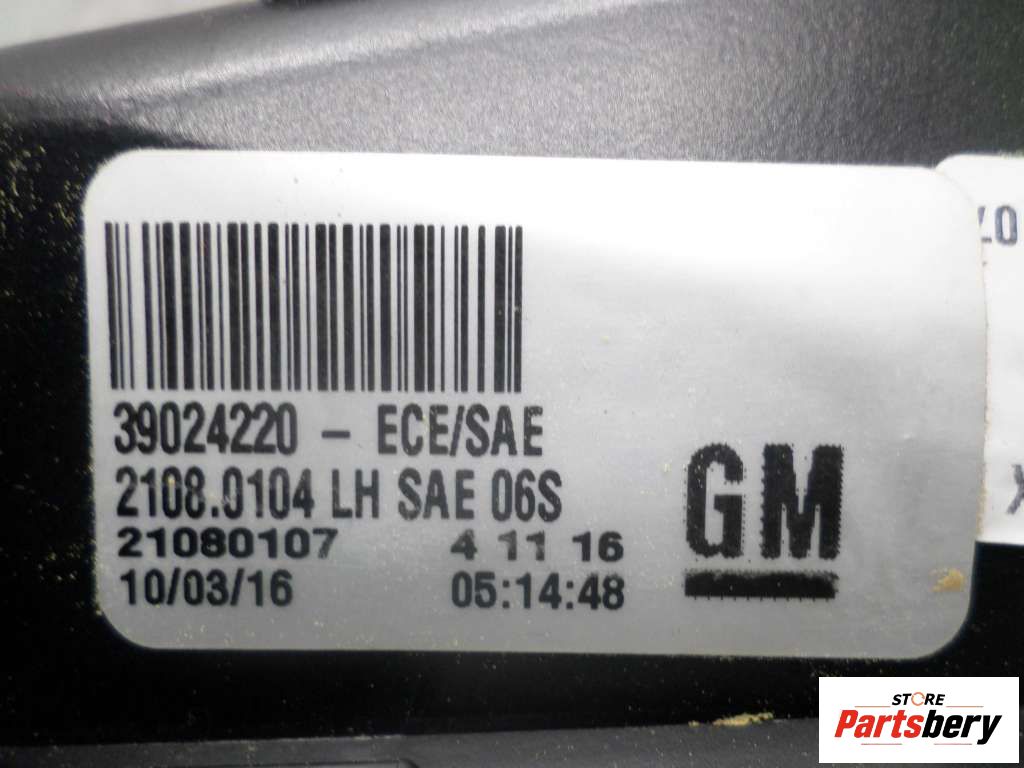 39024220 - ECE/SAE
2108.0104 LH SAE 06S
21080107 4 11 16
10/03/16 05:14:48
GM
07
STORE
Partsbery